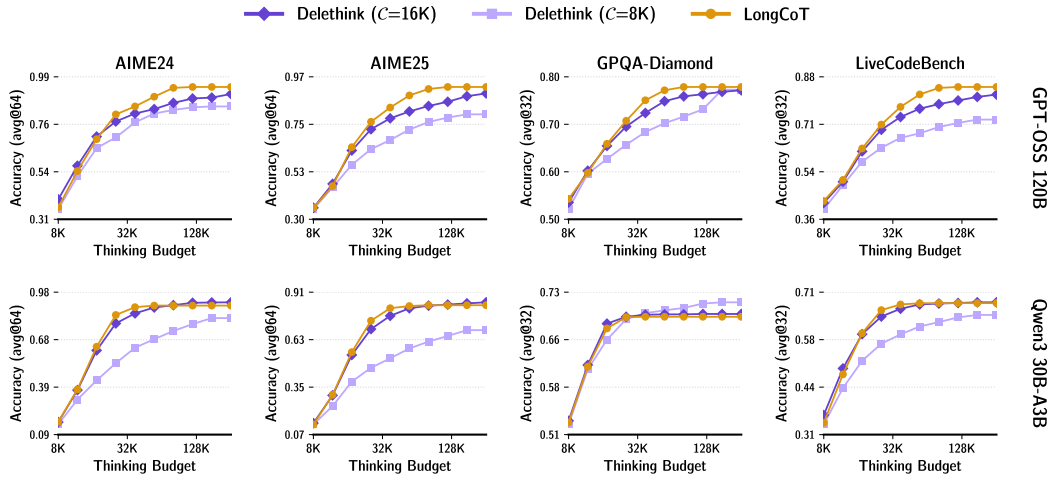 Delethink (𝒞=16K) Delethink (𝒞=8K) LongCoT
AIME24
0.99
0.76
0.54
0.31
8K 32K 128K
Thinking Budget
Accuracy (avg@64)
AIME25
0.97
0.75
0.53
0.30
8K 32K 128K
Thinking Budget
Accuracy (avg@64)
GPQA-Diamond
0.80
0.70
0.60
0.50
8K 32K 128K
Thinking Budget
Accuracy (avg@32)
LiveCodeBench
0.88
0.71
0.54
0.36
8K 32K 128K
Thinking Budget
Accuracy (avg@32)
GPT-OSS 120B
0.98
0.68
0.39
0.09
8K 32K 128K
Thinking Budget
Accuracy (avg@64)
0.91
0.63
0.35
0.07
8K 32K 128K
Thinking Budget
Accuracy (avg@64)
0.73
0.66
0.58
0.51
8K 32K 128K
Thinking Budget
Accuracy (avg@32)
0.71
0.58
0.44
0.31
8K 32K 128K
Thinking Budget
Accuracy (avg@32)
Qwen3 30B-A3B